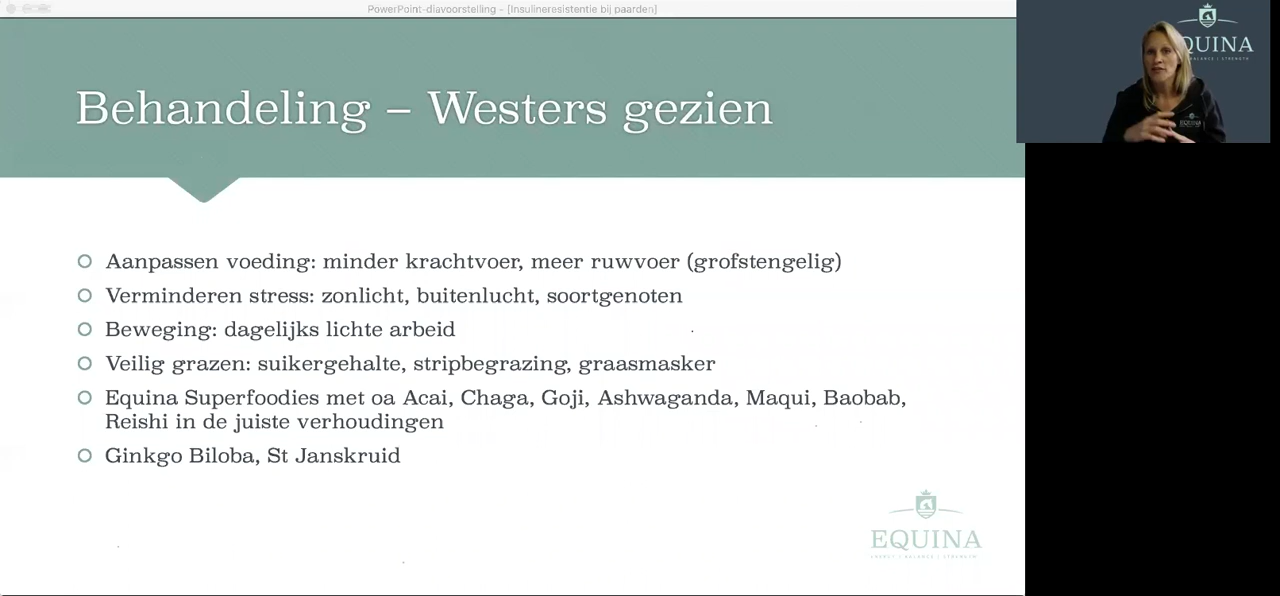 PowerPoint-diavoorstelling - [Insulineresistentie bij paarden]
EQUINA
Behandeling – Westers gezien
Aanpassen voeding: minder krachtvoer, meer ruwvoer (grofstengelig)
Verminderen stress: zonlicht, buitenlucht, soortgenoten
Beweging: dagelijks lichte arbeid
Veilig grazen: suikergehalte, stripbegrazing, graasmasker
Equina Superfoodies met oa Acai, Chaga, Goji, Ashwaganda, Maqui, Baobab,
Reishi in de juiste verhoudingen
Ginkgo Biloba, St Janskruid
EQUINA